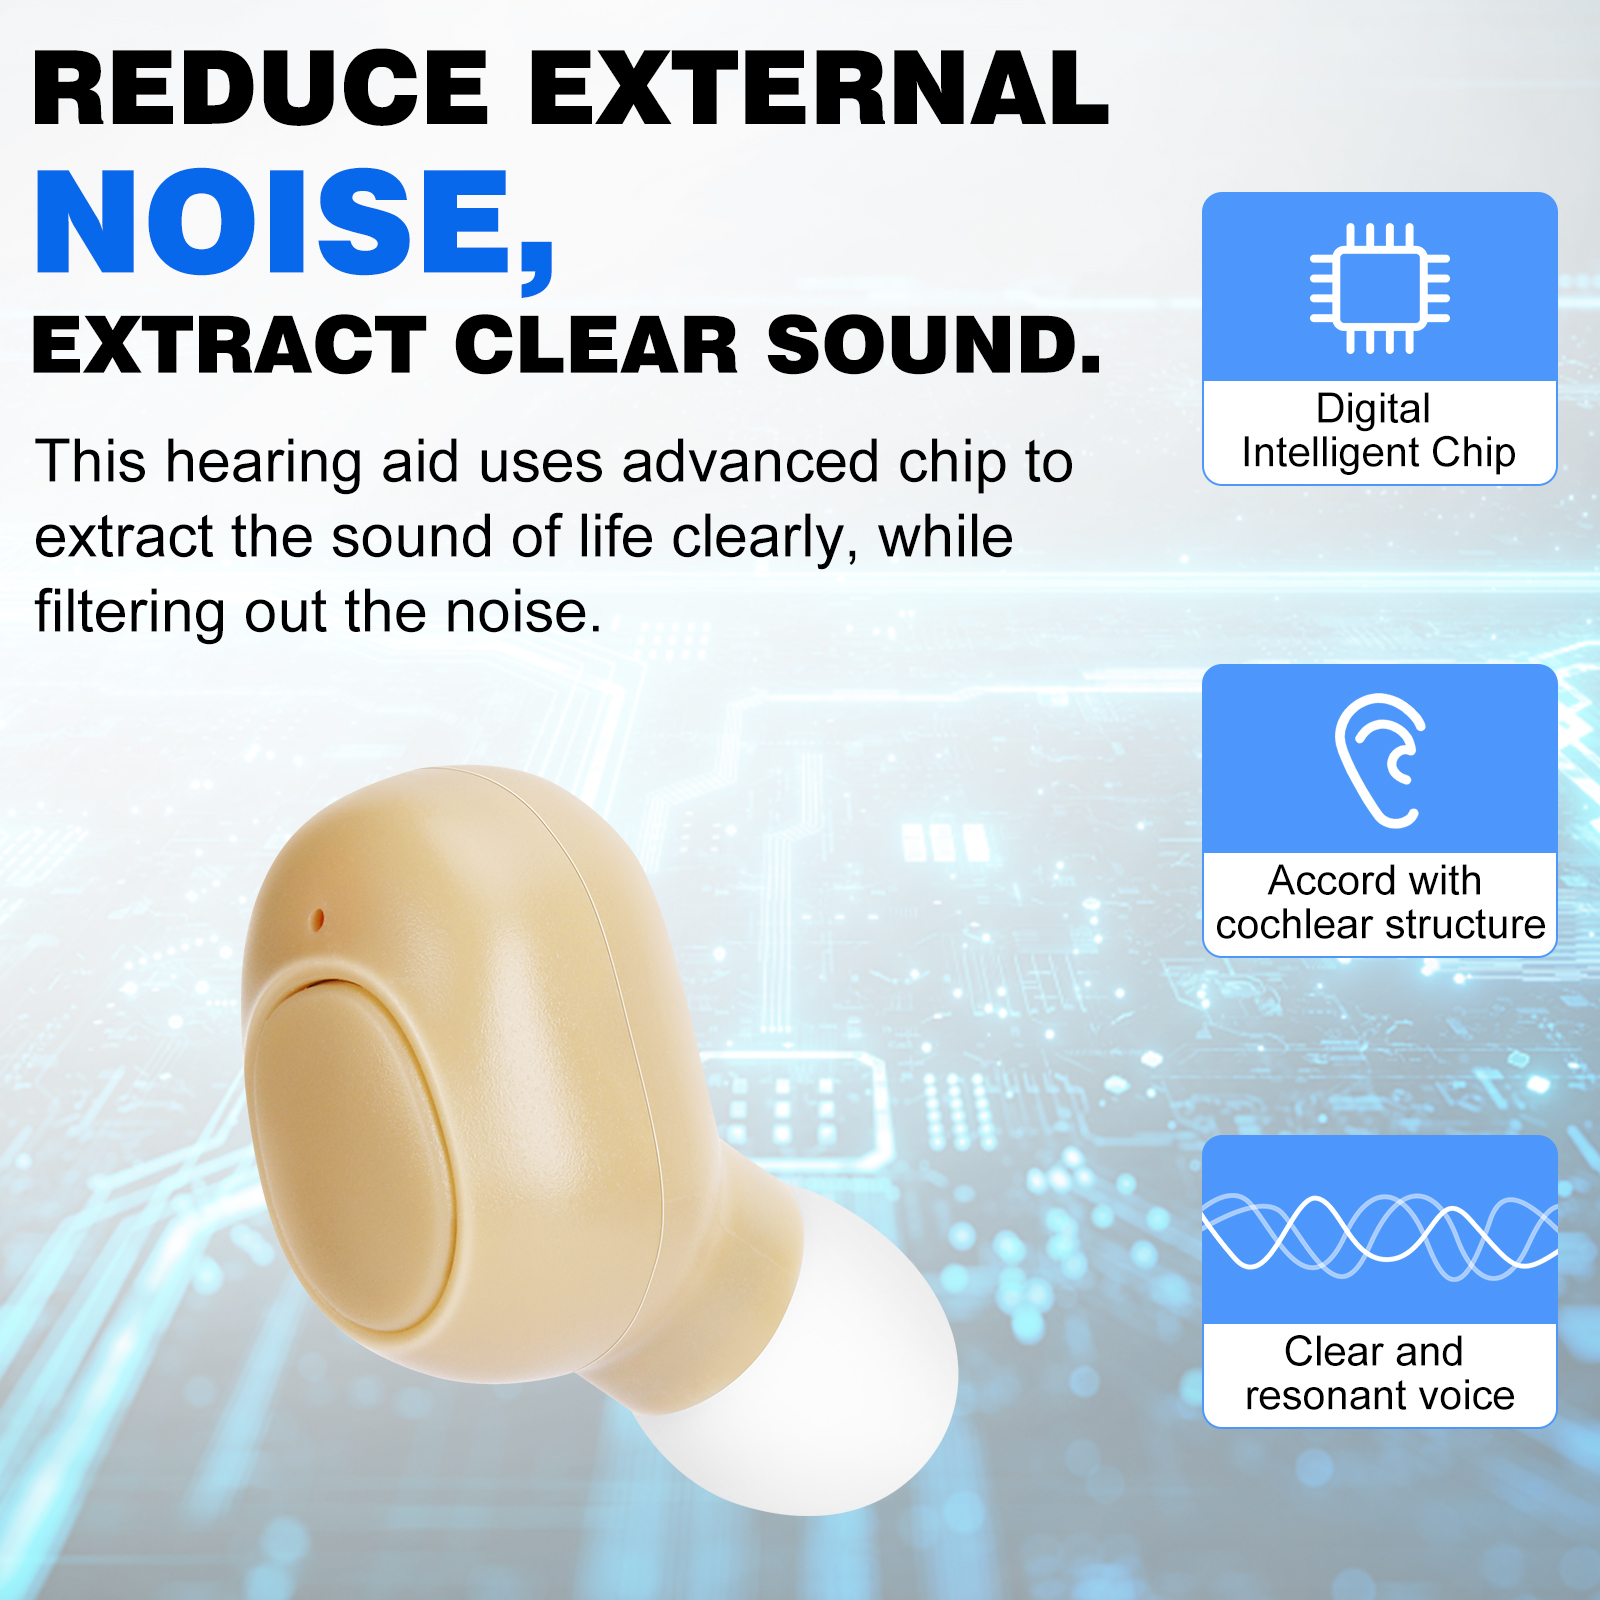 REDUCE EXTERNAL
NOISE,
EXTRACT CLEAR SOUND.
This hearing aid uses advanced chip to
extract the sound of life clearly, while
filtering out the noise.
Digital
Intelligent Chip
Accord with
cochlear structure
Clear and
resonant voice